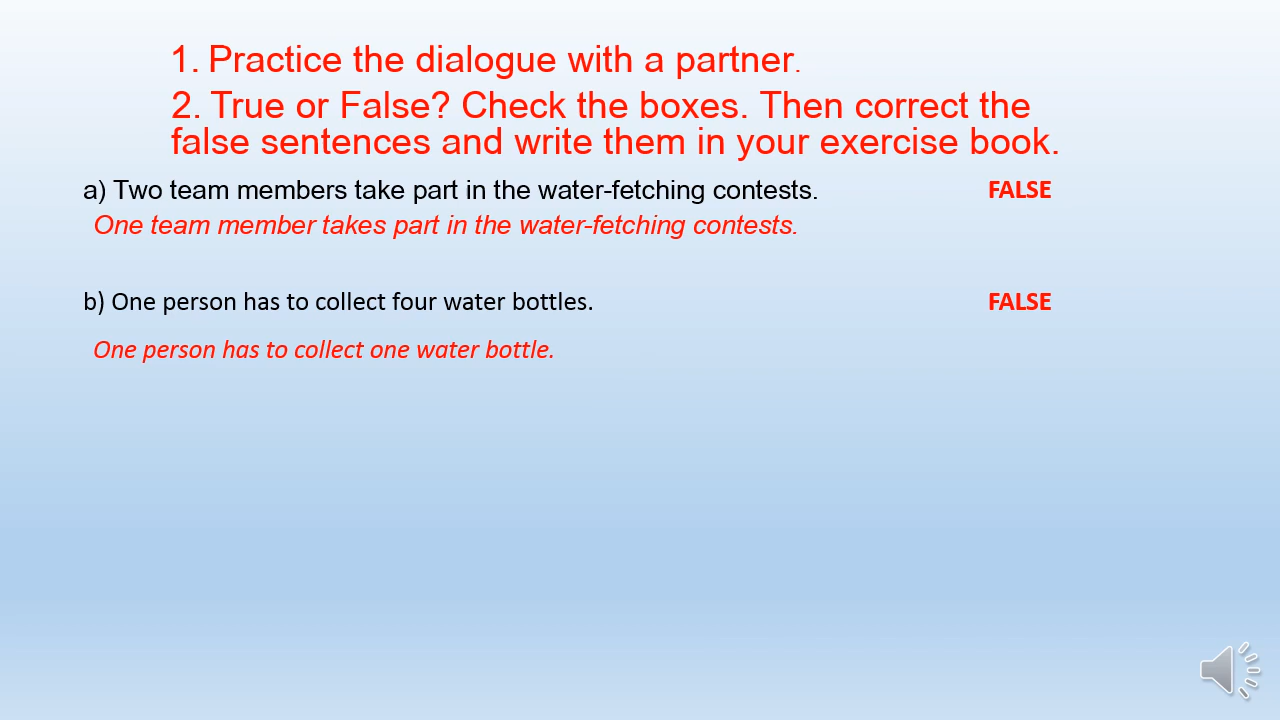 1. Practice the dialogue with a partner.
2. True or False? Check the boxes. Then correct the
false sentences and write them in your exercise book.
a) Two team members take part in the water-fetching contests. FALSE
One team member takes part in the water-fetching contests.
b) One person has to collect four water bottles. FALSE
One person has to collect one water bottle.